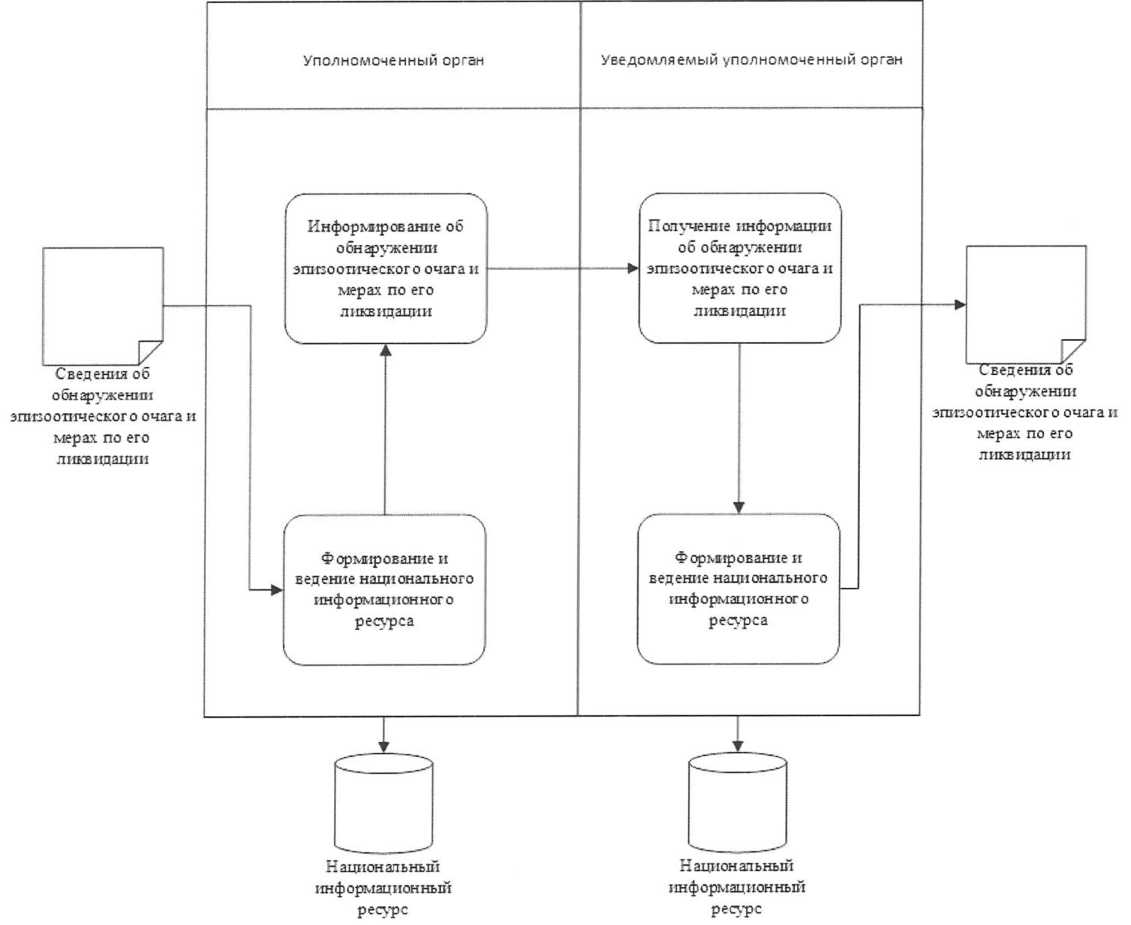 Уполномоченный орган
Уведомляемый уполномоченный орган
Информирование об
обнаружении
эпизоотического очага и
мерах по его
ликвидации
Получение информации
об обнаружении
эпизоотического очага и
мерах по его
ликвидации
Сведения об
обнаружении
эпизоотического очага и
мерах по его
ликвидации
Сведения об
обнаружении
эпизоотического очага и
мерах по его
ликвидации
Формирование и
ведение национального
информационного
ресурса
Формирование и
ведение национального
информационного
ресурса
Национальный
информационный
ресурс
Национальный
информационный
ресурс